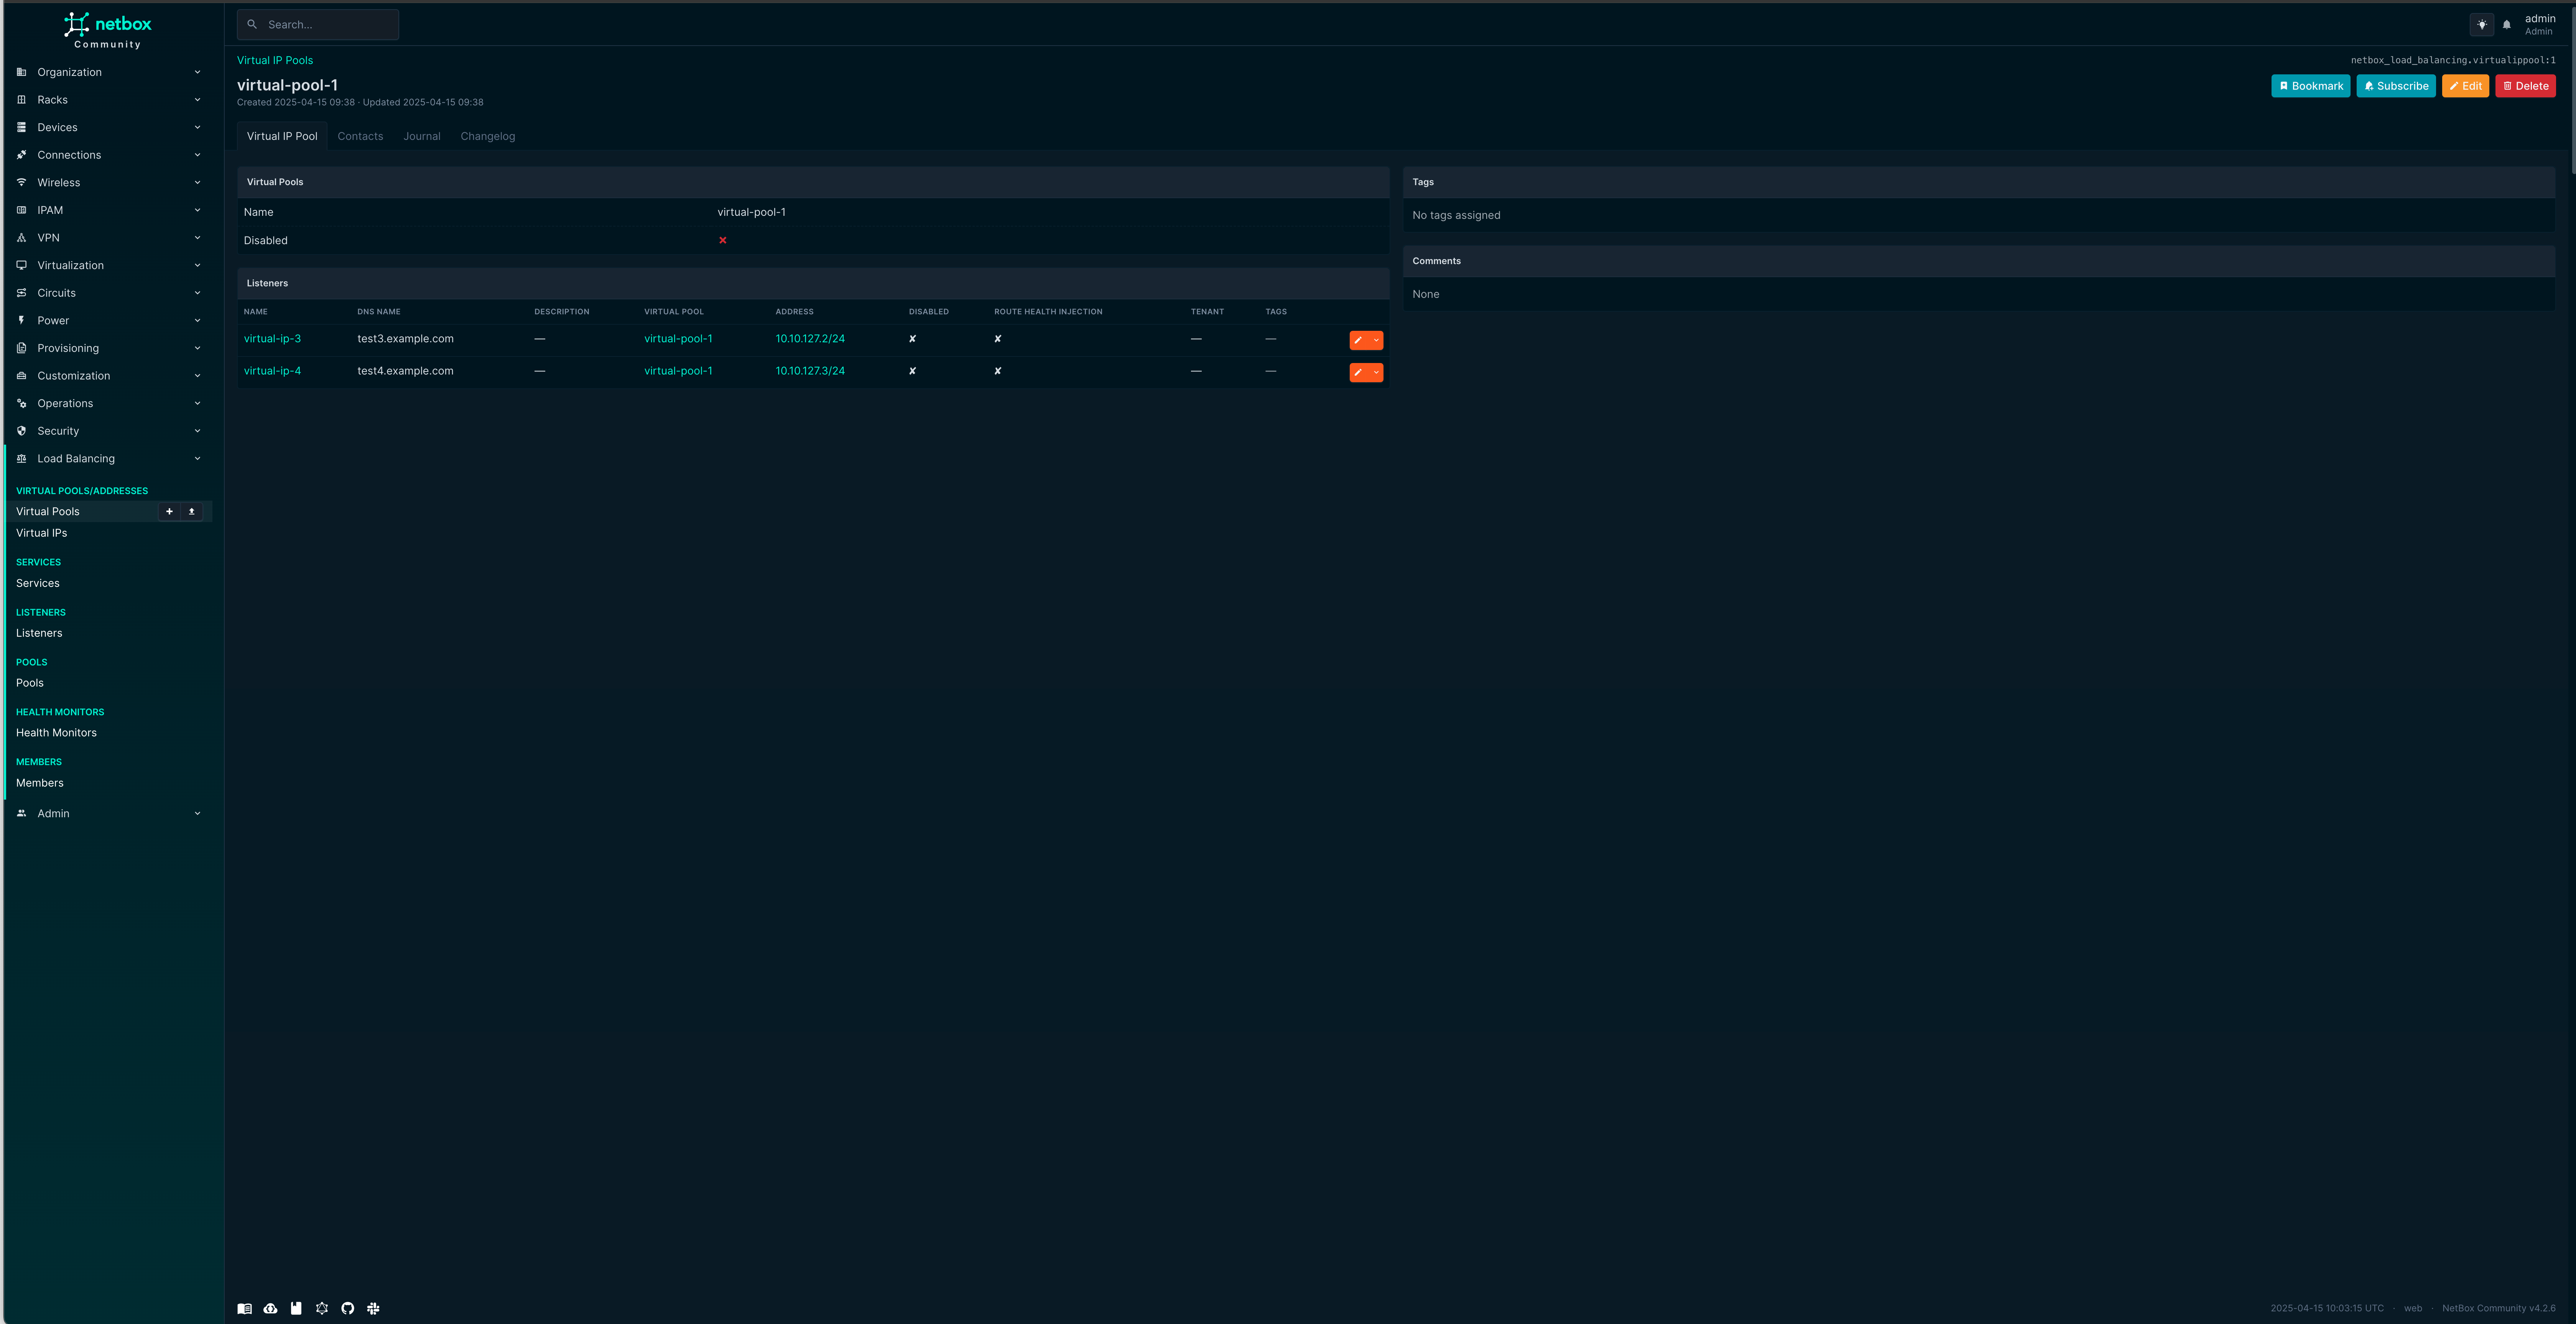 netbox
Community
Search...
admin
Admin
Organization
Racks
Devices
Connections
Wireless
IPAM
VPN
Virtualization
Circuits
Power
Provisioning
Customization
Operations
Security
Load Balancing
VIRTUAL POOLS/ADDRESSES
Virtual Pools
Virtual IPs
SERVICES
Services
LISTENERS
Listeners
POOLS
Pools
HEALTH MONITORS
Health Monitors
MEMBERS
Members
Admin
Virtual IP Pools
netbox_load_balancing.virtualippool:1
virtual-pool-1
Created 2025-04-15 09:38 · Updated 2025-04-15 09:38
Bookmark Subscribe Edit Delete
Virtual IP Pool Contacts Journal Changelog
Virtual Pools
Name virtual-pool-1
Disabled ✖
Listeners
NAME DNS NAME DESCRIPTION VIRTUAL POOL ADDRESS DISABLED ROUTE HEALTH INJECTION TENANT TAGS
virtual-ip-3 test3.example.com — virtual-pool-1 10.10.127.2/24 ✘ ✘ — —
virtual-ip-4 test4.example.com — virtual-pool-1 10.10.127.3/24 ✘ ✘ — —
Tags
No tags assigned
Comments
None
2025-04-15 10:03:15 UTC · web · NetBox Community v4.2.6